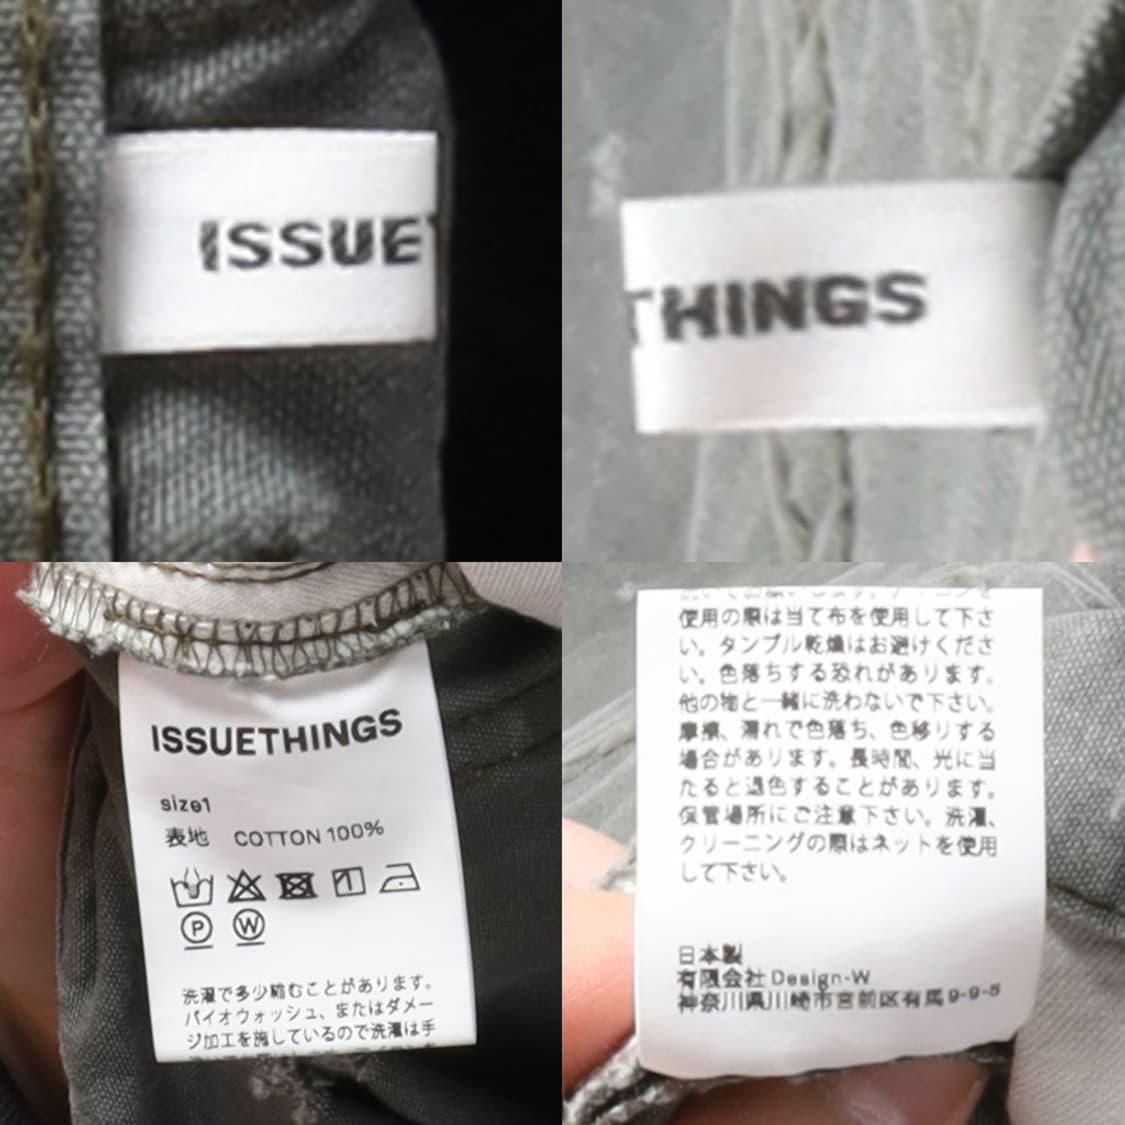 ISSUE
THINGS
ISSUETHINGS
size1
表地 COTTON 100%
P W
洗濯で多少縮むことがあります。
バイオウォッシュ、またはダメー
ジ加工を施しているので洗濯は手
使用の際は当て布を使用して下さ
い。タンブル乾燥はお避けくださ
い。色落ちする恐れがあります。
他の物と一緒に洗わないで下さい。
摩擦、濡れで色落ち、色移りする
場合があります。長時間、光に当
たると退色することがあります。
保管場所にご注意下さい。洗濯、
クリーニングの際はネットを使用
して下さい。
日本製
有限会社 Design-W
神奈川県川崎市宮前区有馬9-9-5